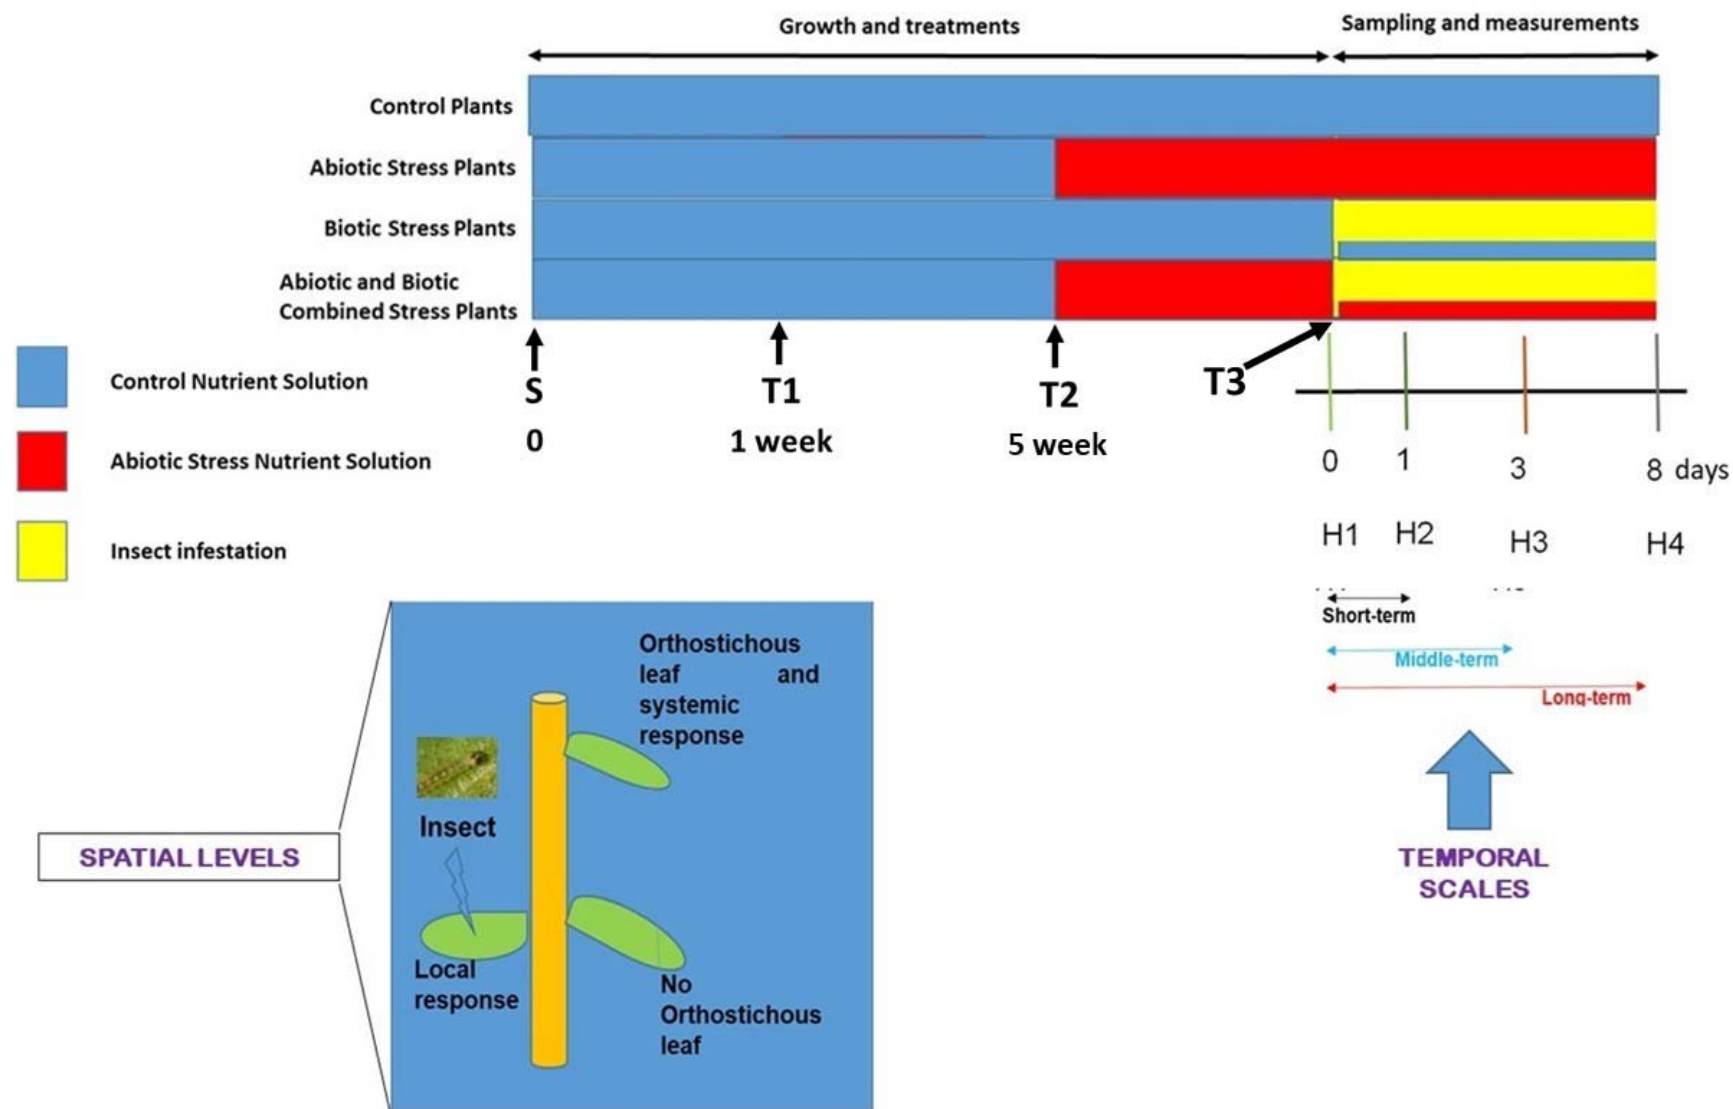 Growth and treatments
Sampling and measurements
Control Plants
Abiotic Stress Plants
Biotic Stress Plants
Abiotic and Biotic
Combined Stress Plants
S
T1
T2
T3
0
1 week
5 week
0
1
3
8 days
H1
H2
H3
H4
Control Nutrient Solution
Abiotic Stress Nutrient Solution
Insect infestation
Short-term
Middle-term
Long-term
TEMPORAL
SCALES
SPATIAL LEVELS
Orthostichous
leaf and
systemic
response
Insect
Local
response
No
Orthostichous
leaf